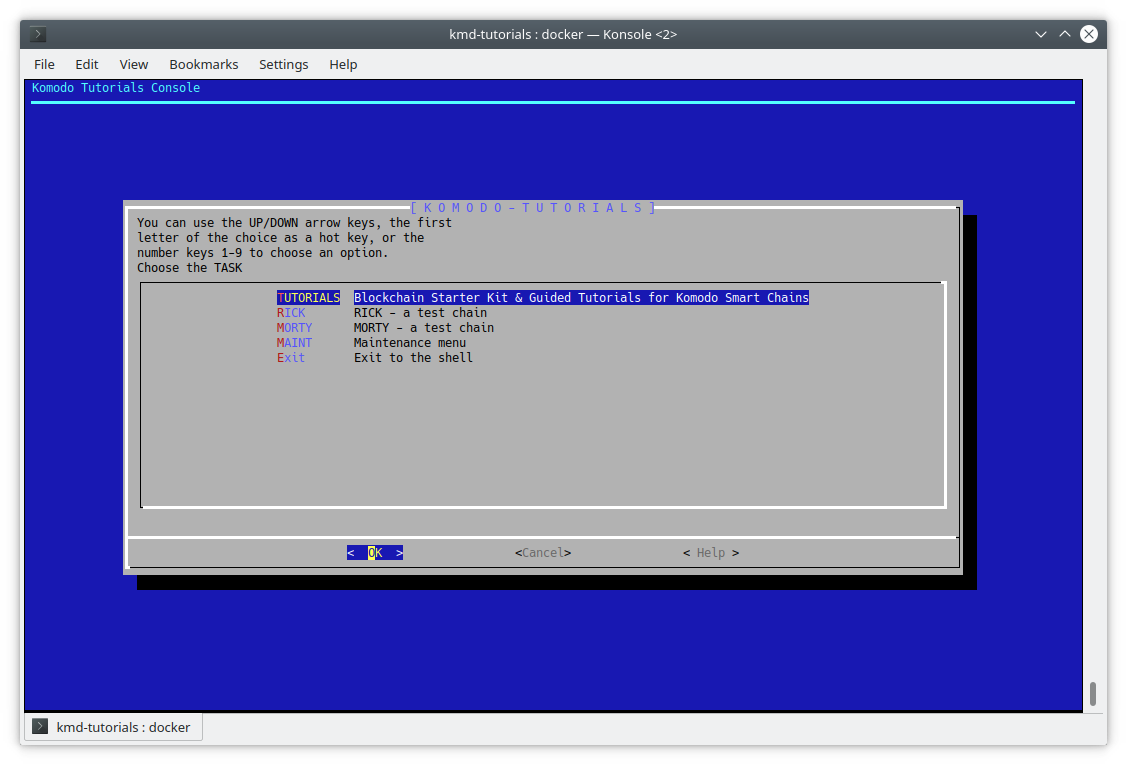 kmd-tutorials : docker — Konsole <2>
File Edit View Bookmarks Settings Help
Komodo Tutorials Console
[ K O M O D O - T U T O R I A L S ]
You can use the UP/DOWN arrow keys, the first
letter of the choice as a hot key, or the
number keys 1-9 to choose an option.
Choose the TASK
TUTORIALS Blockchain Starter Kit & Guided Tutorials for Komodo Smart Chains
RICK RICK - a test chain
MORTY MORTY - a test chain
MAINT Maintenance menu
Exit Exit to the shell
< OK > <Cancel> < Help >
kmd-tutorials : docker